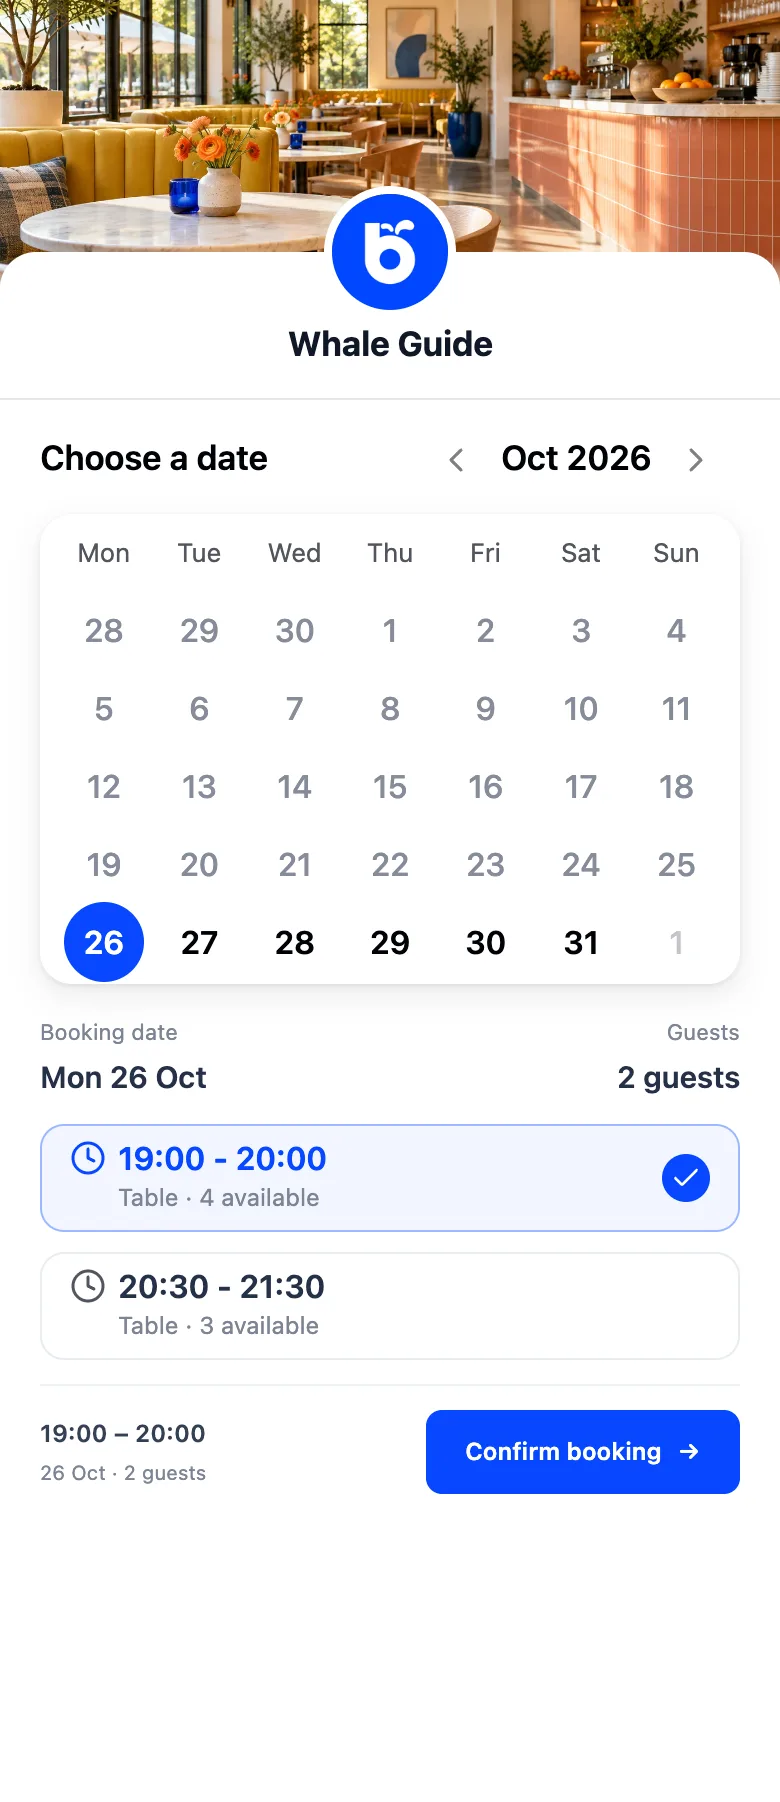 b
Whale Guide
Choose a date
Oct 2026
Mon Tue Wed Thu Fri Sat Sun
28 29 30 1 2 3 4
5 6 7 8 9 10 11
12 13 14 15 16 17 18
19 20 21 22 23 24 25
26 27 28 29 30 31 1
Booking date Guests
Mon 26 Oct 2 guests
19:00 - 20:00
Table · 4 available
20:30 - 21:30
Table · 3 available
19:00 – 20:00
26 Oct · 2 guests
Confirm booking →